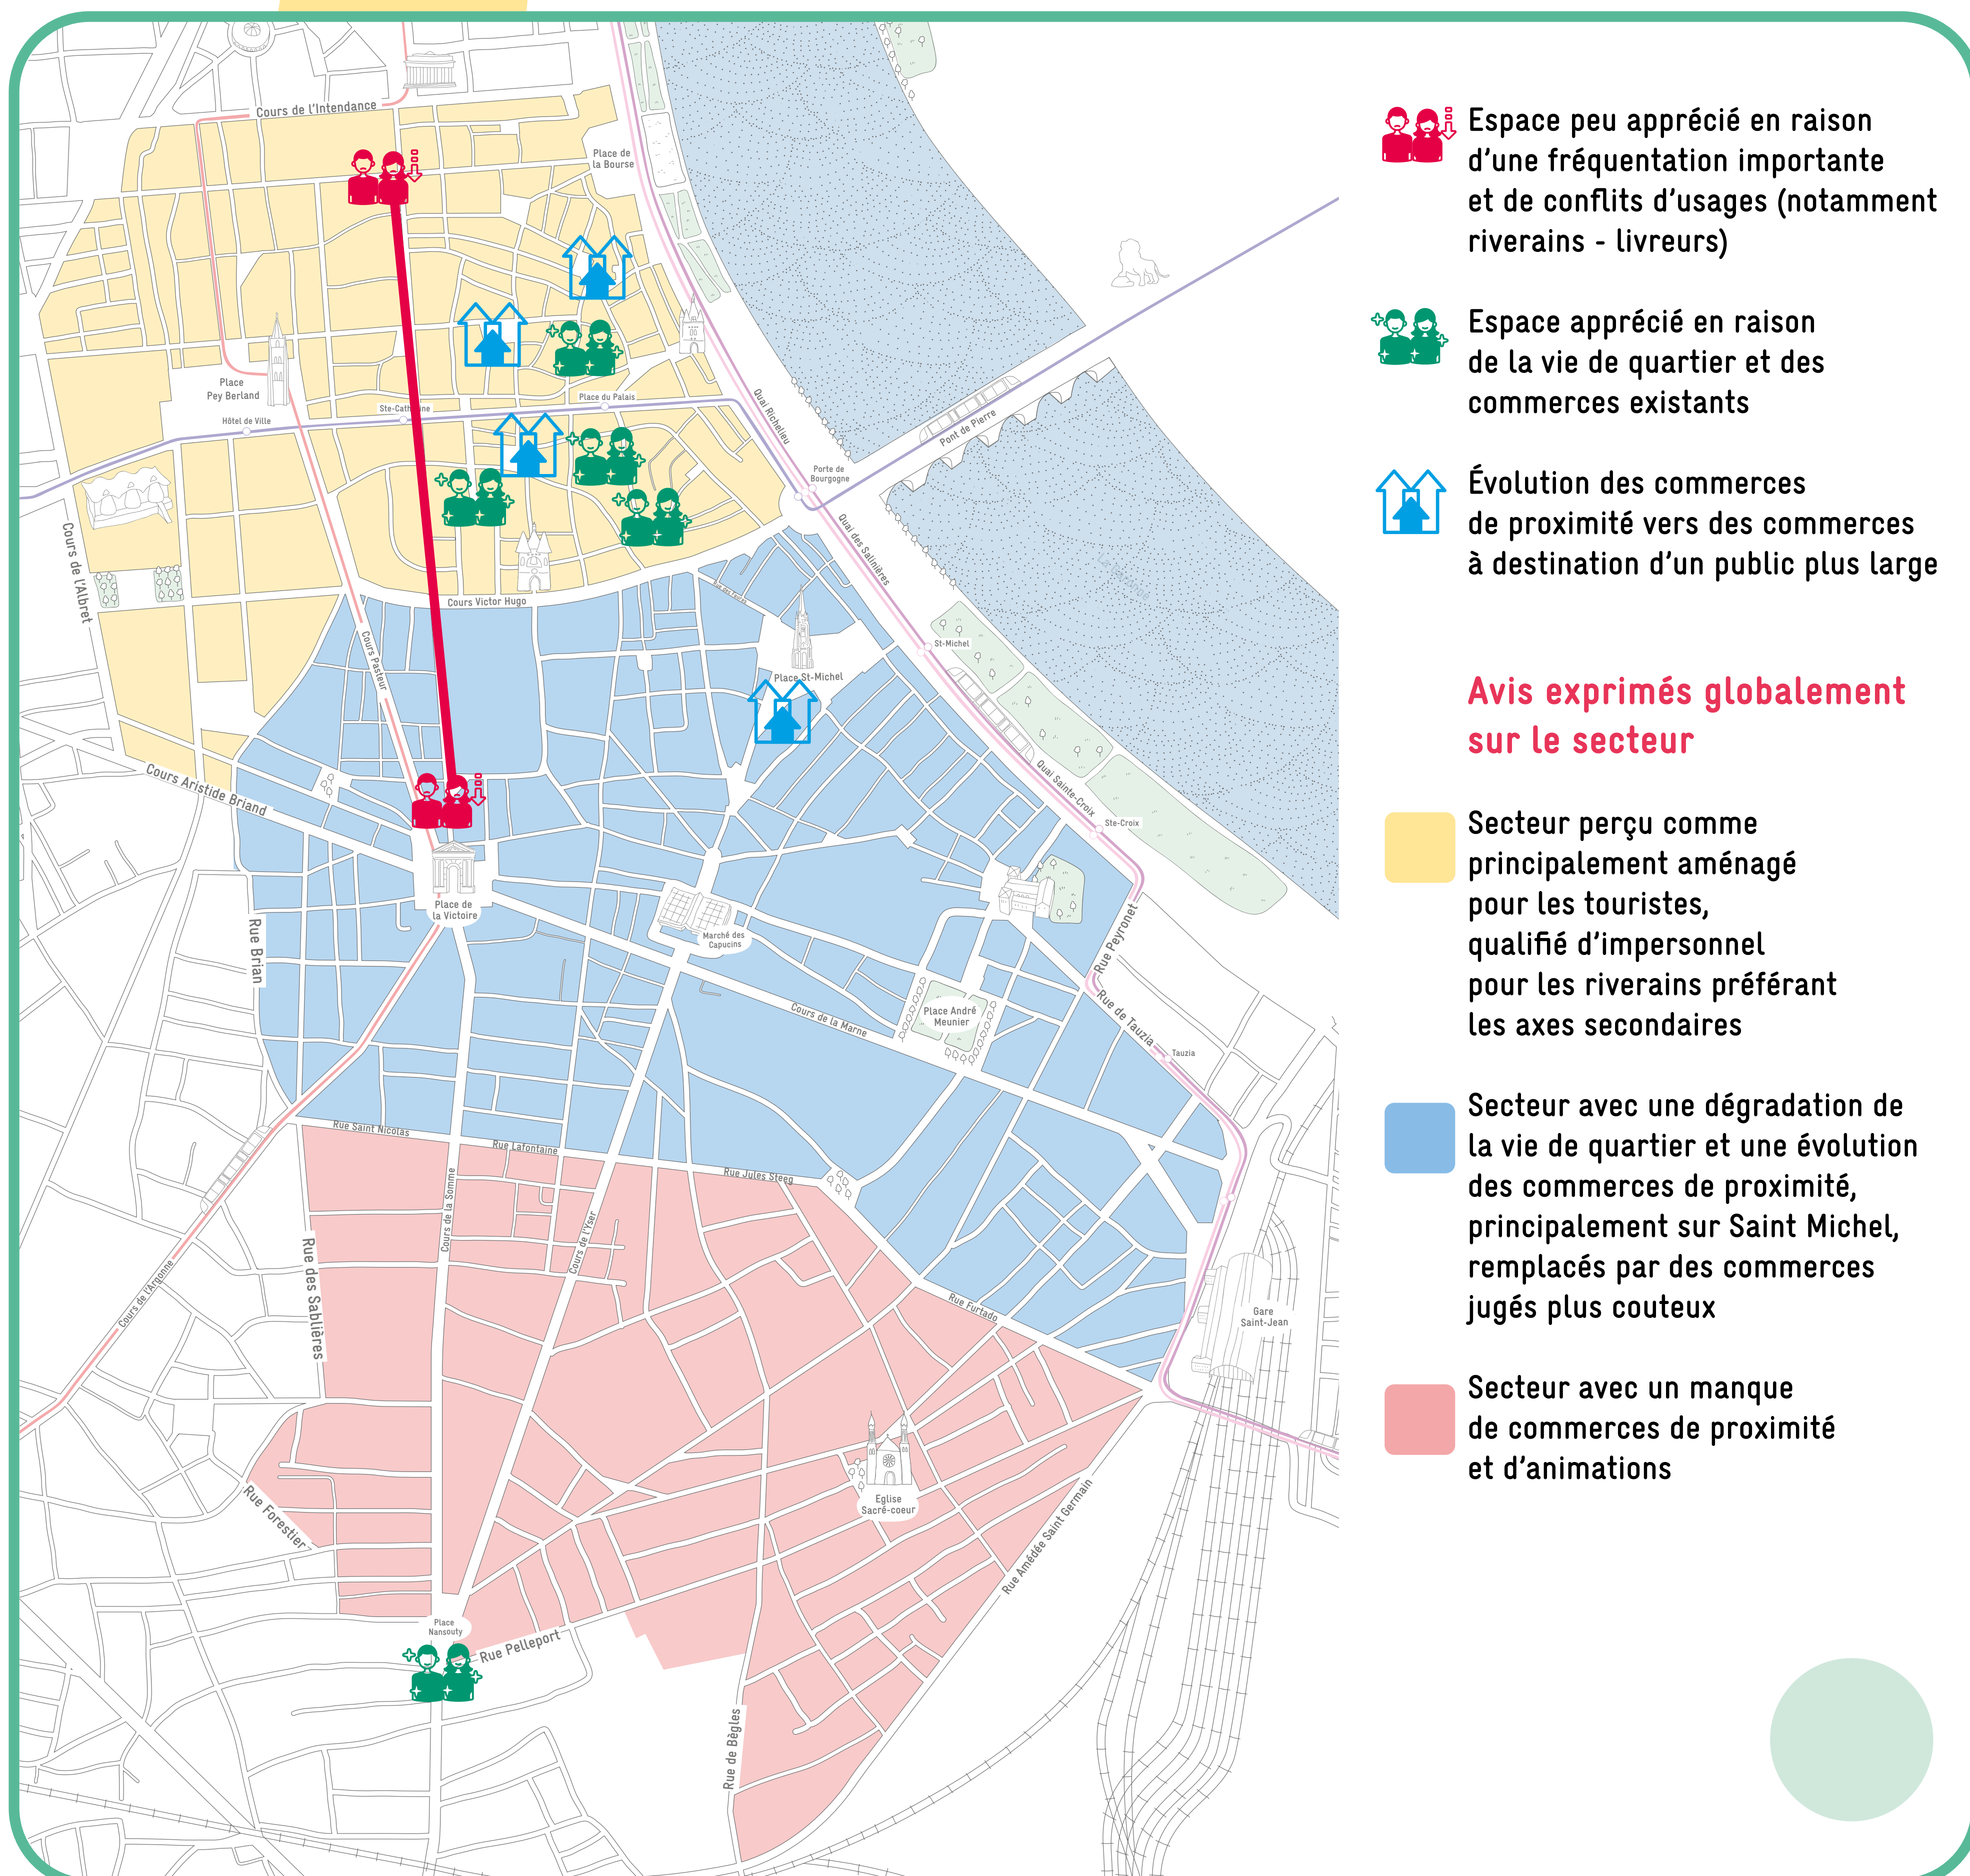 Cours de l'Intendance
Place de
la Bourse
Place
Pey Berland
Hôtel de Ville
Place du Palais
Quai Richelieu
Pont de Pierre
Porte de
Bourgogne
Cours de l'Albret
Quai des Salinières
Cours Victor Hugo
Cours Pasteur
St-Michel
Place St-Michel
Cours Aristide Briand
Quai Sainte-Croix
Ste-Croix
Place de
la Victoire
Marché des
Capucins
Rue Brian
Rue Peyronet
Place André
Meunier
Cours de la Marne
Rue de Tauzia
Tauzia
Rue Saint Nicolas
Rue Lafontaine
Rue Jules Steeg
Cours de la Somme
Cours de l'Yser
Rue des Sablières
Cours de l'Argonne
Rue Furtado
Gare
Saint-Jean
Eglise
Sacré-coeur
Rue Forestier
Rue Amédée Saint Germain
Place
Nansouty
Rue Pelleport
Rue de Bègles
Espace peu apprécié en raison
d'une fréquentation importante
et de conflits d'usages (notamment
riverains - livreurs)
Espace apprécié en raison
de la vie de quartier et des
commerces existants
Évolution des commerces
de proximité vers des commerces
à destination d'un public plus large
Avis exprimés globalement
sur le secteur
Secteur perçu comme
principalement aménagé
pour les touristes,
qualifié d'impersonnel
pour les riverains préférant
les axes secondaires
Secteur avec une dégradation de
la vie de quartier et une évolution
des commerces de proximité,
principalement sur Saint Michel,
remplacés par des commerces
jugés plus couteux
Secteur avec un manque
de commerces de proximité
et d'animations